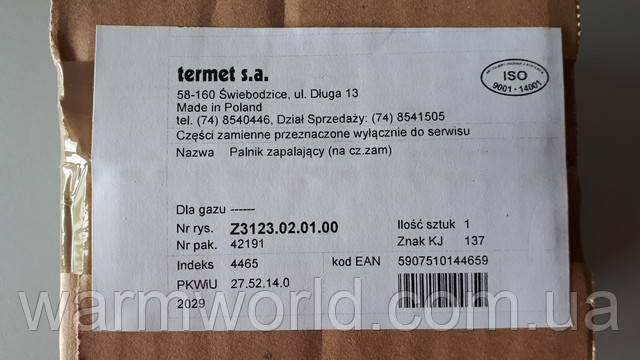 termet s.a.
ISO
9001 - 14001
58-160 Świebodzice, ul. Długa 13
Made in Poland
tel. (74) 8540446, Dział Sprzedaży: (74) 8541505
Części zamienne przeznaczone wyłącznie do serwisu
Nazwa Palnik zapalający (na cz.zam)
Dla gazu ------
Nr rys. Z3123.02.01.00 Ilość sztuk 1
Nr pak. 42191 Znak KJ 137
Indeks 4465 kod EAN 5907510144659
PKWiU 27.52.14.0
2029
warmworld.com.ua